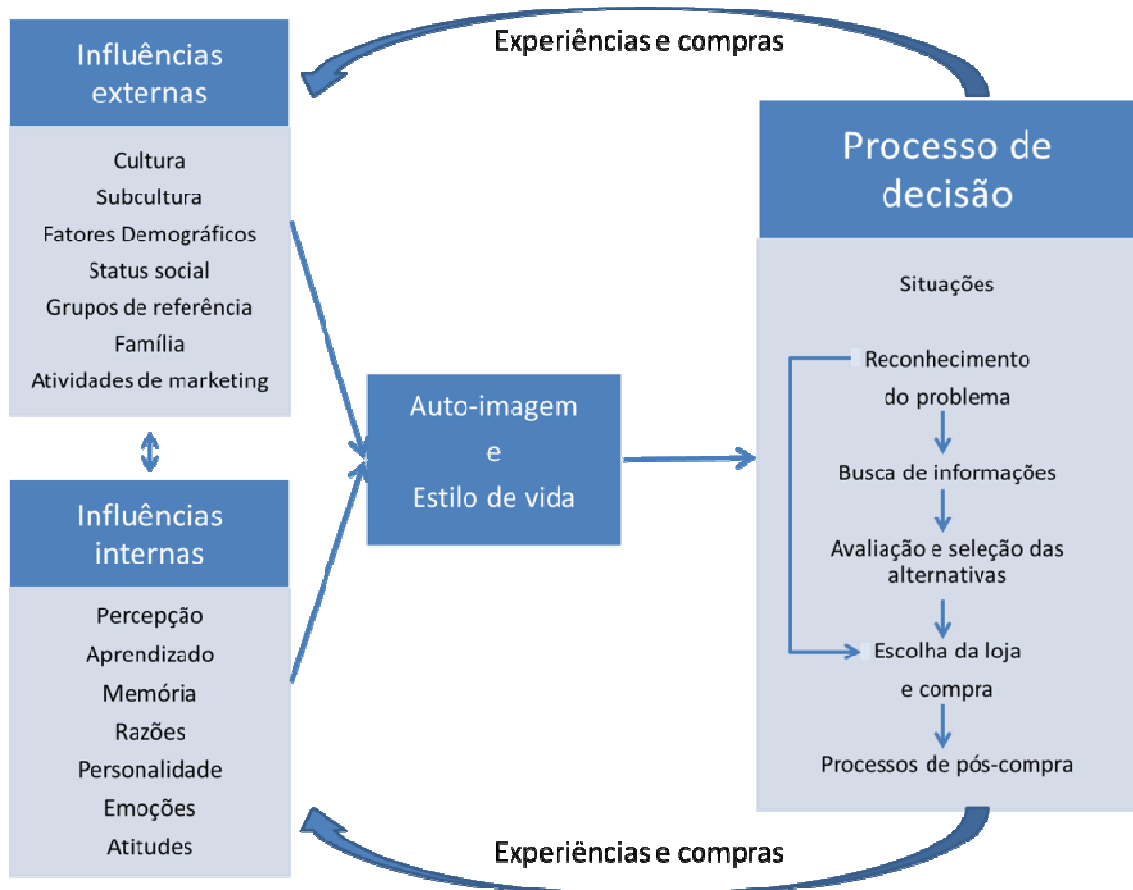 Influências
externas
Cultura
Subcultura
Fatores Demográficos
Status social
Grupos de referência
Família
Atividades de marketing
Influências
internas
Percepção
Aprendizado
Memória
Razões
Personalidade
Emoções
Atitudes
Experiências e compras
Auto-imagem
e
Estilo de vida
Experiências e compras
Processo de
decisão
Situações
Reconhecimento
do problema
Busca de informações
Avaliação e seleção das
alternativas
Escolha da loja
e compra
Processos de pós-compra